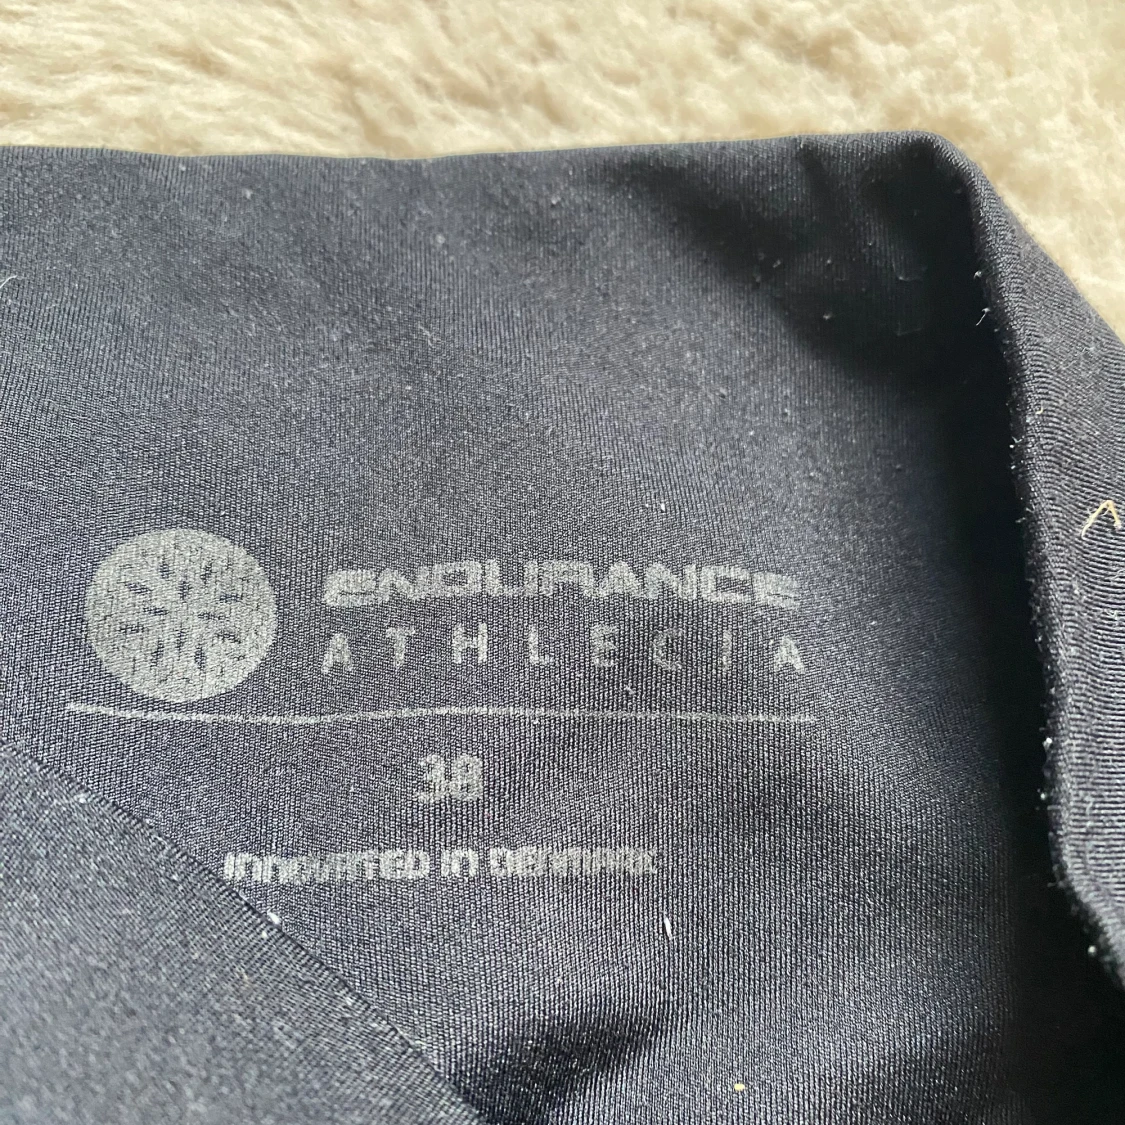 ENDURANCE
ATHLECIA
38
INNOVATED IN DENMARK